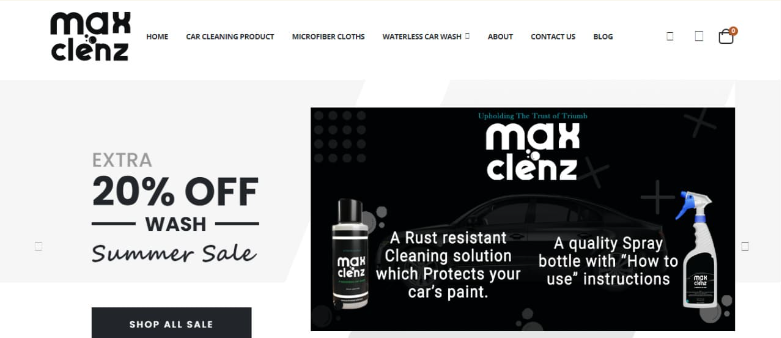 max
clenz
HOME
CAR CLEANING PRODUCT
MICROFIBER CLOTHS
WATERLESS CAR WASH
ABOUT
CONTACT US
BLOG
0
EXTRA
20% OFF
WASH
Summer Sale
SHOP ALL SALE
Upholding The Trust of Triumb
max
clenz
A Rust resistant
Cleaning solution
which Protects your
car's paint.
A quality Spray
bottle with "How to
use" instructions
max
clenz
max
clenz